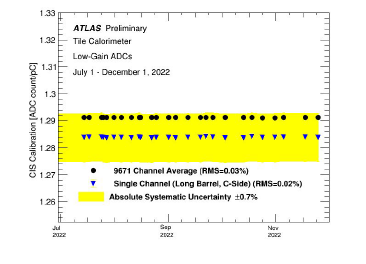 1.33
1.32
1.31
1.3
1.29
1.28
1.27
1.26
CIS Calibration [ADC count/pC]
ATLAS Preliminary
Tile Calorimeter
Low-Gain ADCs
July 1 - December 1, 2022
9671 Channel Average (RMS=0.03%)
Single Channel (Long Barrel, C-Side) (RMS=0.02%)
Absolute Systematic Uncertainty ±0.7%
Jul Sep Nov
2022 2022 2022